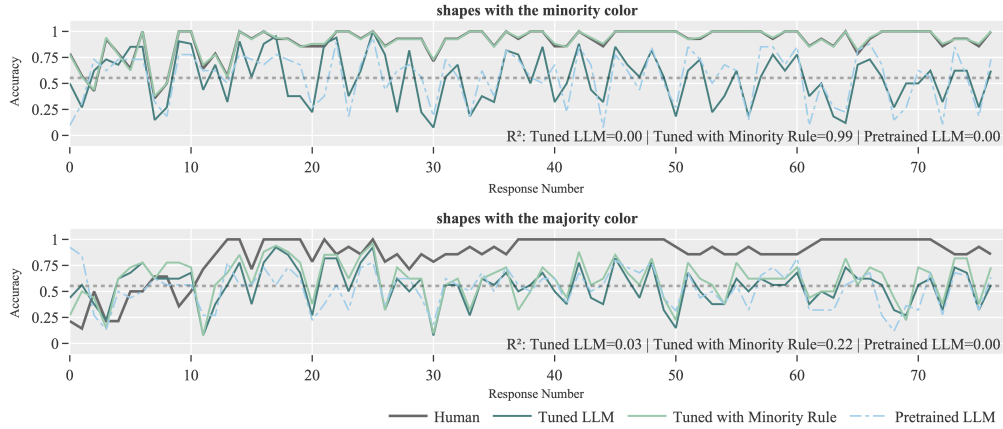 shapes with the minority color
1
0.75
0.5
0.25
0
Accuracy
R²: Tuned LLM=0.00 | Tuned with Minority Rule=0.99 | Pretrained LLM=0.00
0 10 20 30 40 50 60 70
Response Number
shapes with the majority color
1
0.75
0.5
0.25
0
Accuracy
R²: Tuned LLM=0.03 | Tuned with Minority Rule=0.22 | Pretrained LLM=0.00
0 10 20 30 40 50 60 70
Response Number
Human Tuned LLM Tuned with Minority Rule Pretrained LLM